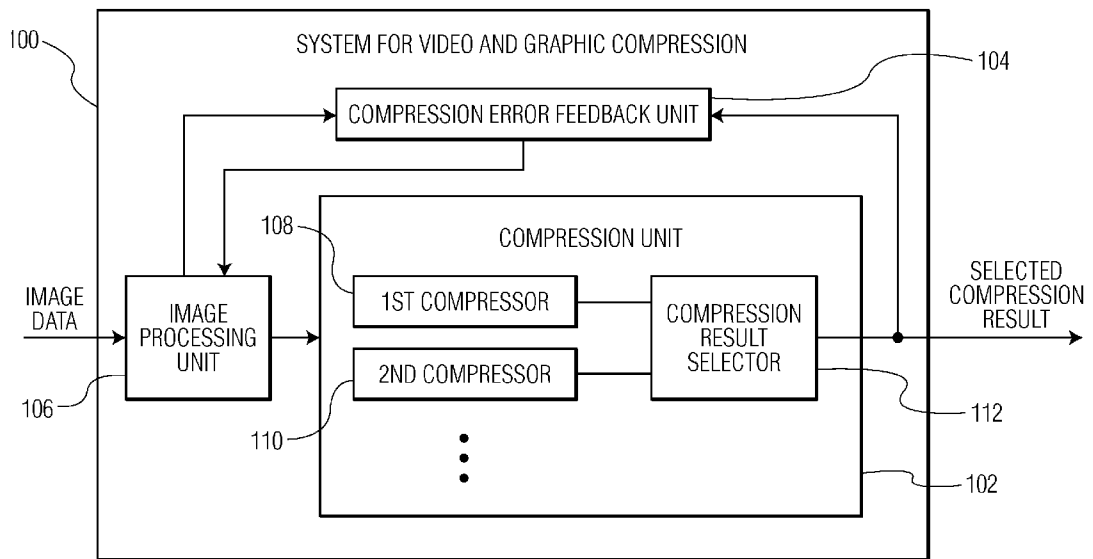 100
SYSTEM FOR VIDEO AND GRAPHIC COMPRESSION
104
COMPRESSION ERROR FEEDBACK UNIT
108
COMPRESSION UNIT
IMAGE
DATA
IMAGE
PROCESSING
UNIT
1ST COMPRESSOR
2ND COMPRESSOR
COMPRESSION
RESULT
SELECTOR
SELECTED
COMPRESSION
RESULT
106
110
112
102